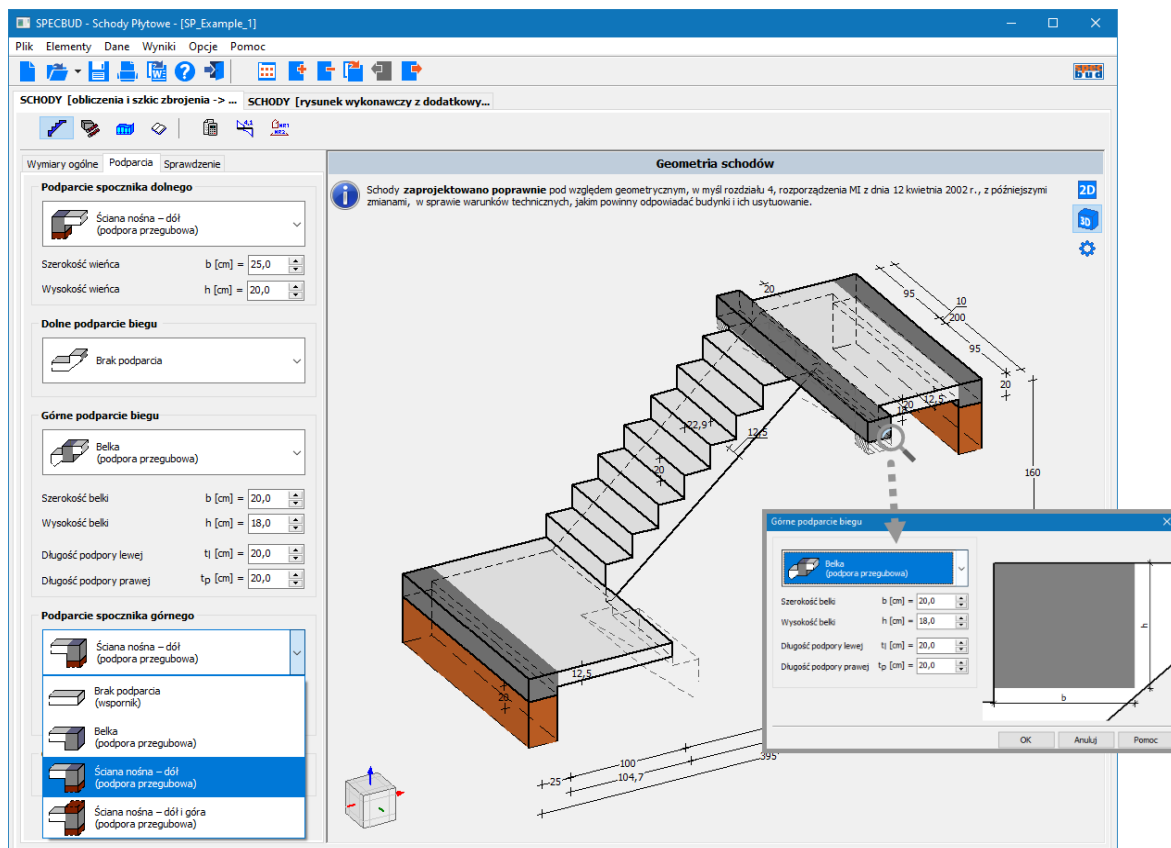 SPECBUD - Schody Płytowe - [SP_Example_1]
Plik Elementy Dane Wyniki Opcje Pomoc
spec
bud
SCHODY [obliczenia i szkic zbrojenia -> ... SCHODY [rysunek wykonawczy z dodatkowy...
Wymiary ogólne Podparcia Sprawdzenie
Podparcie spocznika dolnego
Ściana nośna – dół
(podpora przegubowa)
Szerokość wieńca b [cm] = 25,0
Wysokość wieńca h [cm] = 20,0
Dolne podparcie biegu
Brak podparcia
Górne podparcie biegu
Belka
(podpora przegubowa)
Szerokość belki b [cm] = 20,0
Wysokość belki h [cm] = 18,0
Długość podpory lewej tl [cm] = 20,0
Długość podpory prawej tp [cm] = 20,0
Podparcie spocznika górnego
Ściana nośna – dół
(podpora przegubowa)
Brak podparcia
(wspornik)
Belka
(podpora przegubowa)
Ściana nośna – dół
(podpora przegubowa)
Ściana nośna – dół i góra
(podpora przegubowa)
Geometria schodów
Schody zaprojektowano poprawnie pod względem geometrycznym, w myśl rozdziału 4, rozporządzenia MI z dnia 12 kwietnia 2002 r., z późniejszymi
zmianami, w sprawie warunków technicznych, jakim powinny odpowiadać budynki i ich usytuowanie.
2D
3D
20
95
10
200
95
20
20
12,5
18
22,9
12,5
20
160
12,5
20
100
25
104,7
395
Górne podparcie biegu
Belka
(podpora przegubowa)
Szerokość belki b [cm] = 20,0
Wysokość belki h [cm] = 18,0
Długość podpory lewej tl [cm] = 20,0
Długość podpory prawej tp [cm] = 20,0
h
b
OK Anuluj Pomoc